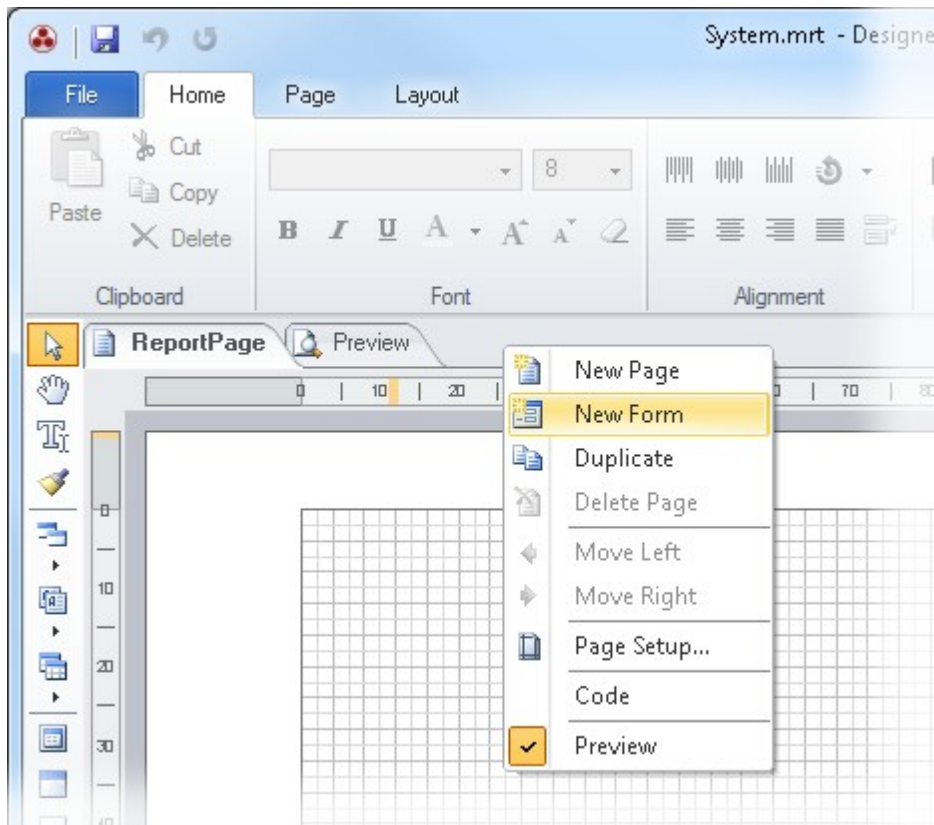 System.mrt - Designe
File Home Page Layout
Cut
Copy
Paste
Delete
8
B I U A A A
Clipboard Font Alignment
ReportPage Preview
0 10 20 70 80
New Page
New Form
Duplicate
Delete Page
Move Left
Move Right
Page Setup...
Code
Preview
0
10
20
30
40